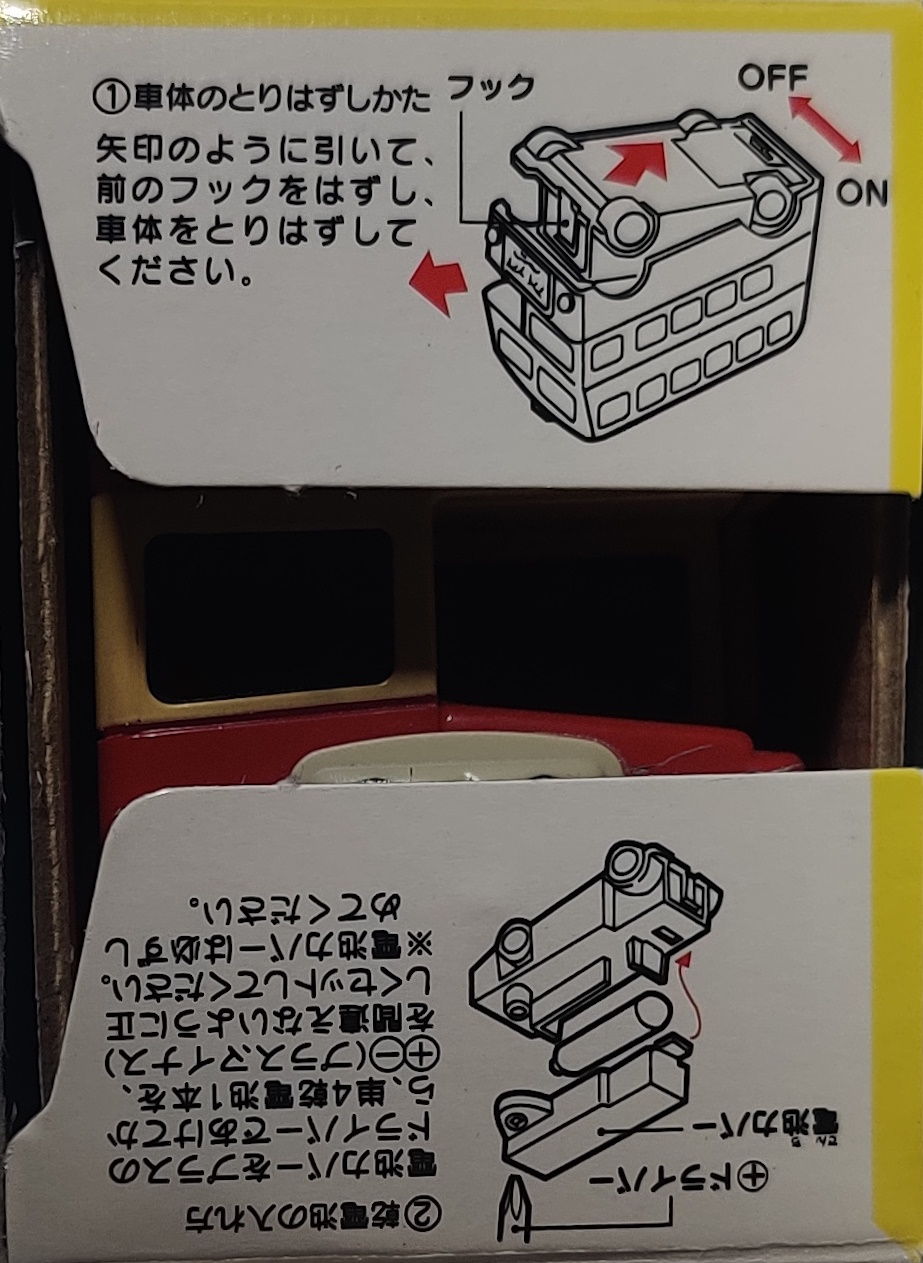 ①車体のとりはずしかた
矢印のように引いて、
前のフックをはずし、
車体をとりはずして
ください。
フック
OFF
ON
②乾電池の入れ方
電池カバーをプラスの
ドライバーであけてか
ら、単4乾電池1本を、
⊕⊖(プラス、マイナス)
を間違えないように正
しくセットしてください。
※電池カバーは必ずし
めてください。
⊕ドライバー
でんち
電池カバー